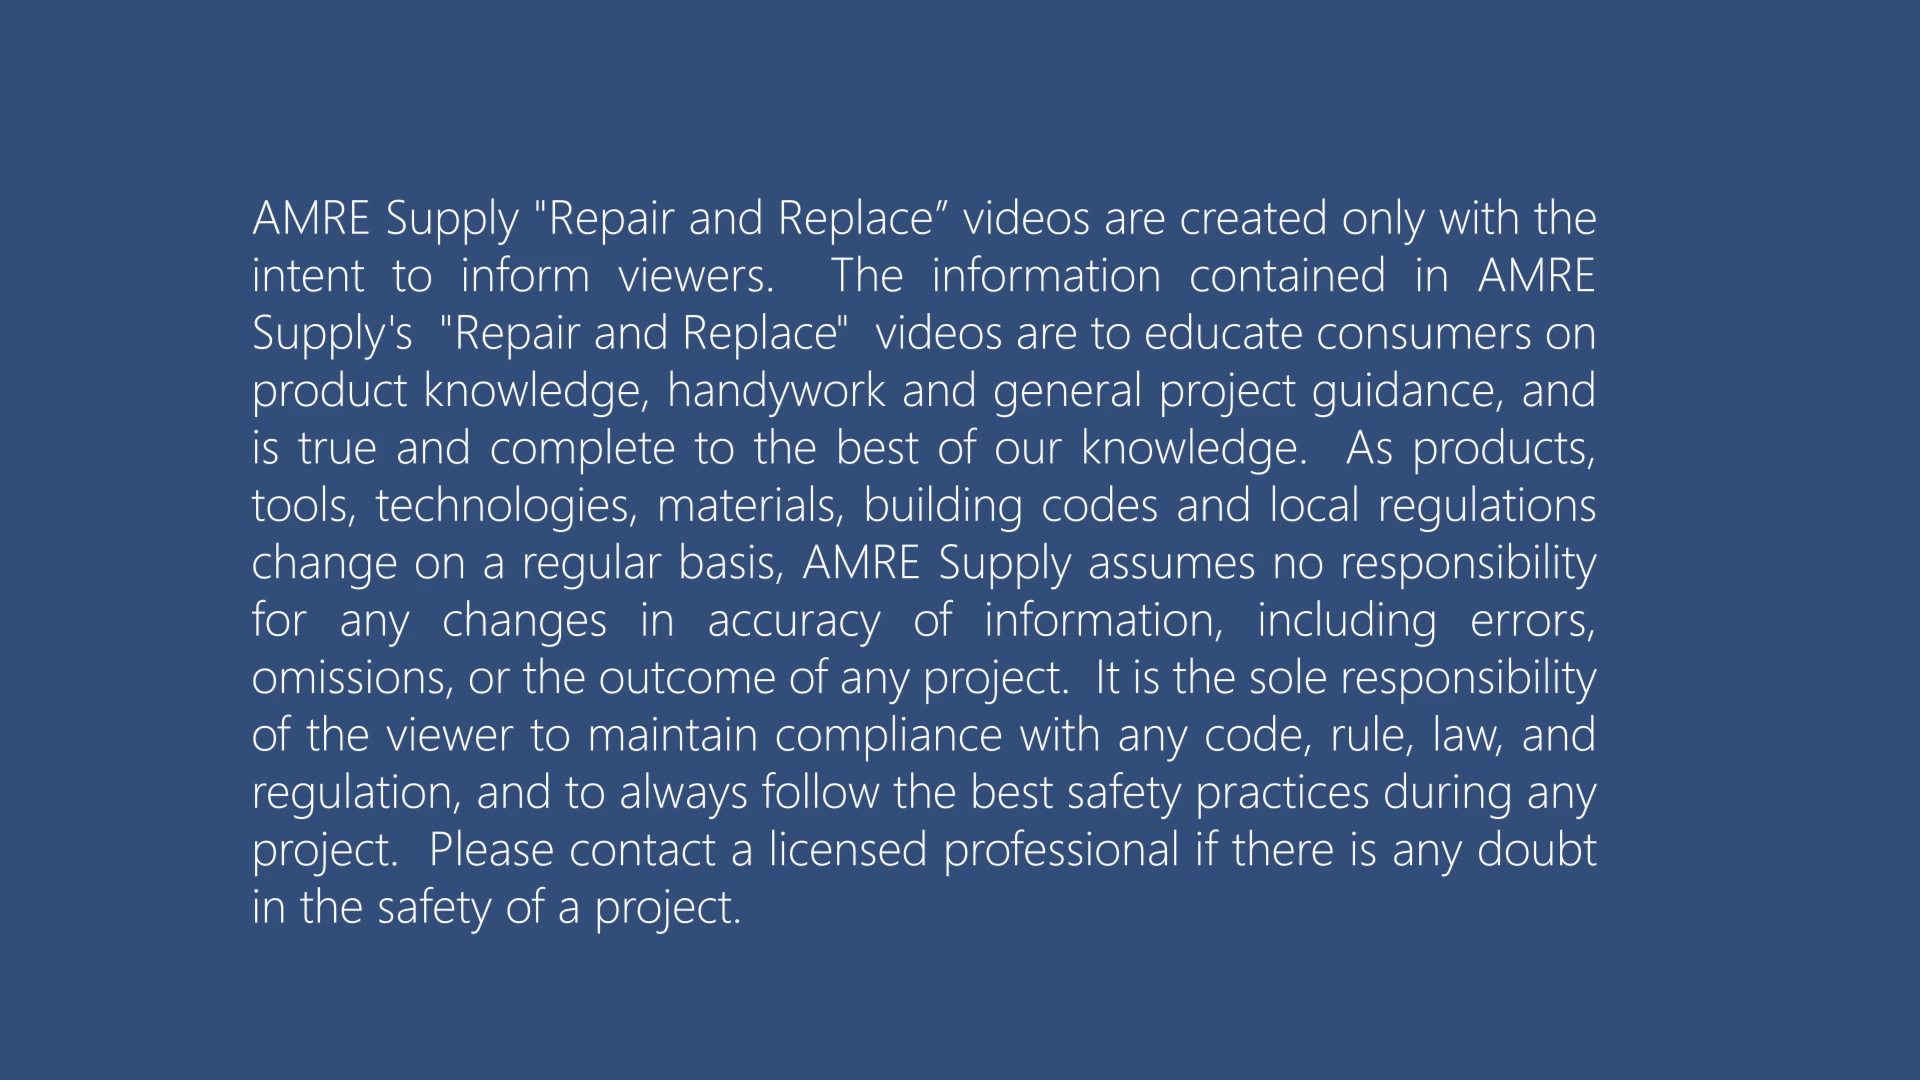 AMRE Supply "Repair and Replace” videos are created only with the
intent to inform viewers.  The information contained in AMRE
Supply's  "Repair and Replace"  videos are to educate consumers on
product knowledge, handywork and general project guidance, and
is true and complete to the best of our knowledge.  As products,
tools, technologies, materials, building codes and local regulations
change on a regular basis, AMRE Supply assumes no responsibility
for any changes in accuracy of information, including errors,
omissions, or the outcome of any project.  It is the sole responsibility
of the viewer to maintain compliance with any code, rule, law, and
regulation, and to always follow the best safety practices during any
project.  Please contact a licensed professional if there is any doubt
in the safety of a project.